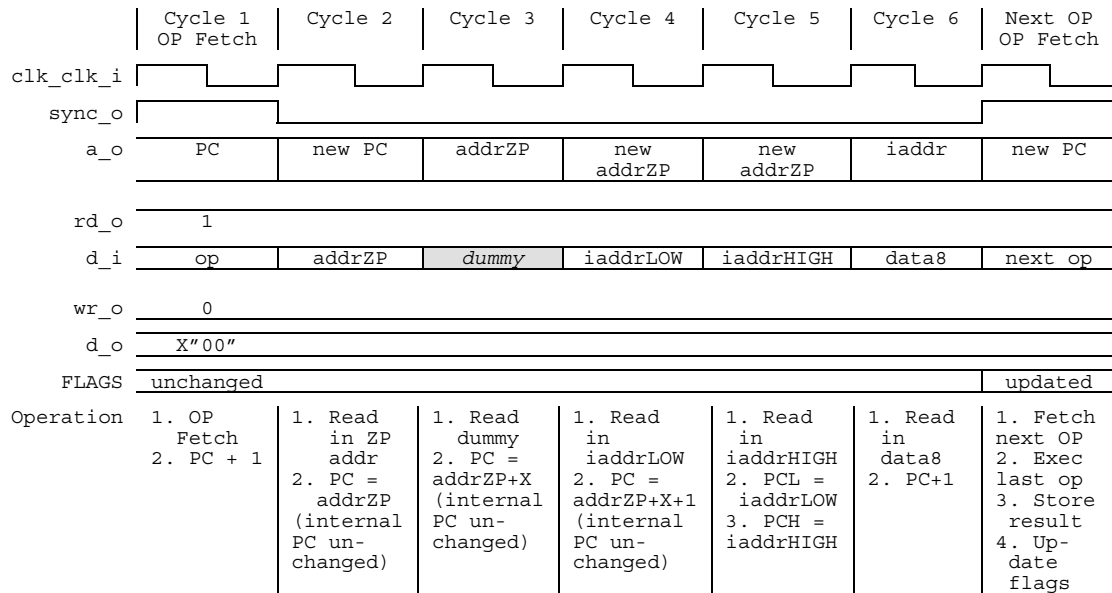 Cycle 1 Cycle 2 Cycle 3 Cycle 4 Cycle 5 Cycle 6 Next OP
OP Fetch OP Fetch
clk_clk_i
sync_o
a_o PC new PC addrZP new new iaddr new PC
addrZP addrZP
rd_o 1
d_i op addrZP dummy iaddrLOW iaddrHIGH data8 next op
wr_o 0
d_o X"00"
FLAGS unchanged updated
Operation 1. OP 1. Read 1. Read 1. Read 1. Read 1. Read 1. Fetch
Fetch in ZP dummy in in in next OP
2. PC + 1 addr 2. PC = iaddrLOW iaddrHIGH data8 2. Exec
2. PC = addrZP+X 2. PC = 2. PCL = 2. PC+1 last op
addrZP (internal addrZP+X+1 iaddrLOW 3. Store
(internal PC un- (internal 3. PCH = result
PC un- changed) PC un- iaddrHIGH 4. Up-
changed) changed) date
flags